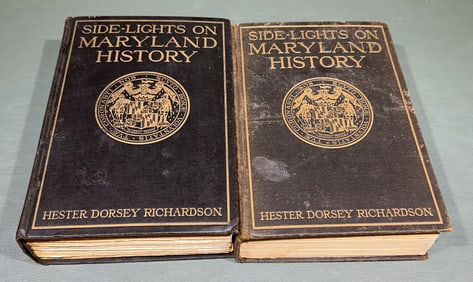 SIDE-LIGHTS ON
MARYLAND
HISTORY
HESTER DORSEY RICHARDSON
SIDE-LIGHTS ON
MARYLAND
HISTORY
HESTER DORSEY RICHARDSON